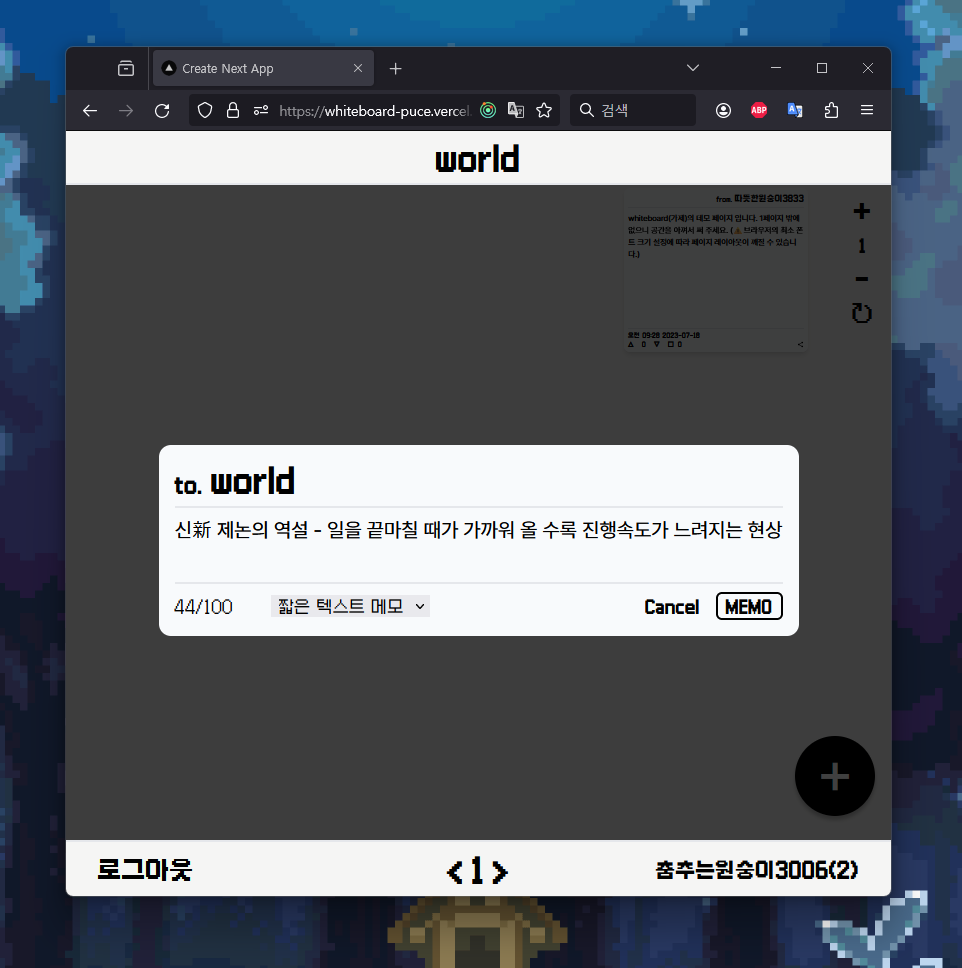 Create Next App
https://whiteboard-puce.vercel.
검색
ABP
world
from. 따뜻한원숭이3833
whiteboard(가제)의 데모 페이지 입니다. 1페이지 밖에
없으니 공간을 아껴서 써 주세요. (⚠ 브라우저의 최소 폰
트 크기 설정에 따라 페이지 레이아웃이 깨질 수 있습니
다.)
오전 09:28 2023-07-18
0 0
+
1
-
to. world
신新 제논의 역설 - 일을 끝마칠 때가 가까워 올 수록 진행속도가 느려지는 현상
44/100 짧은 텍스트 메모 Cancel MEMO
+
로그아웃 < 1 > 춤추는원숭이3006(2)